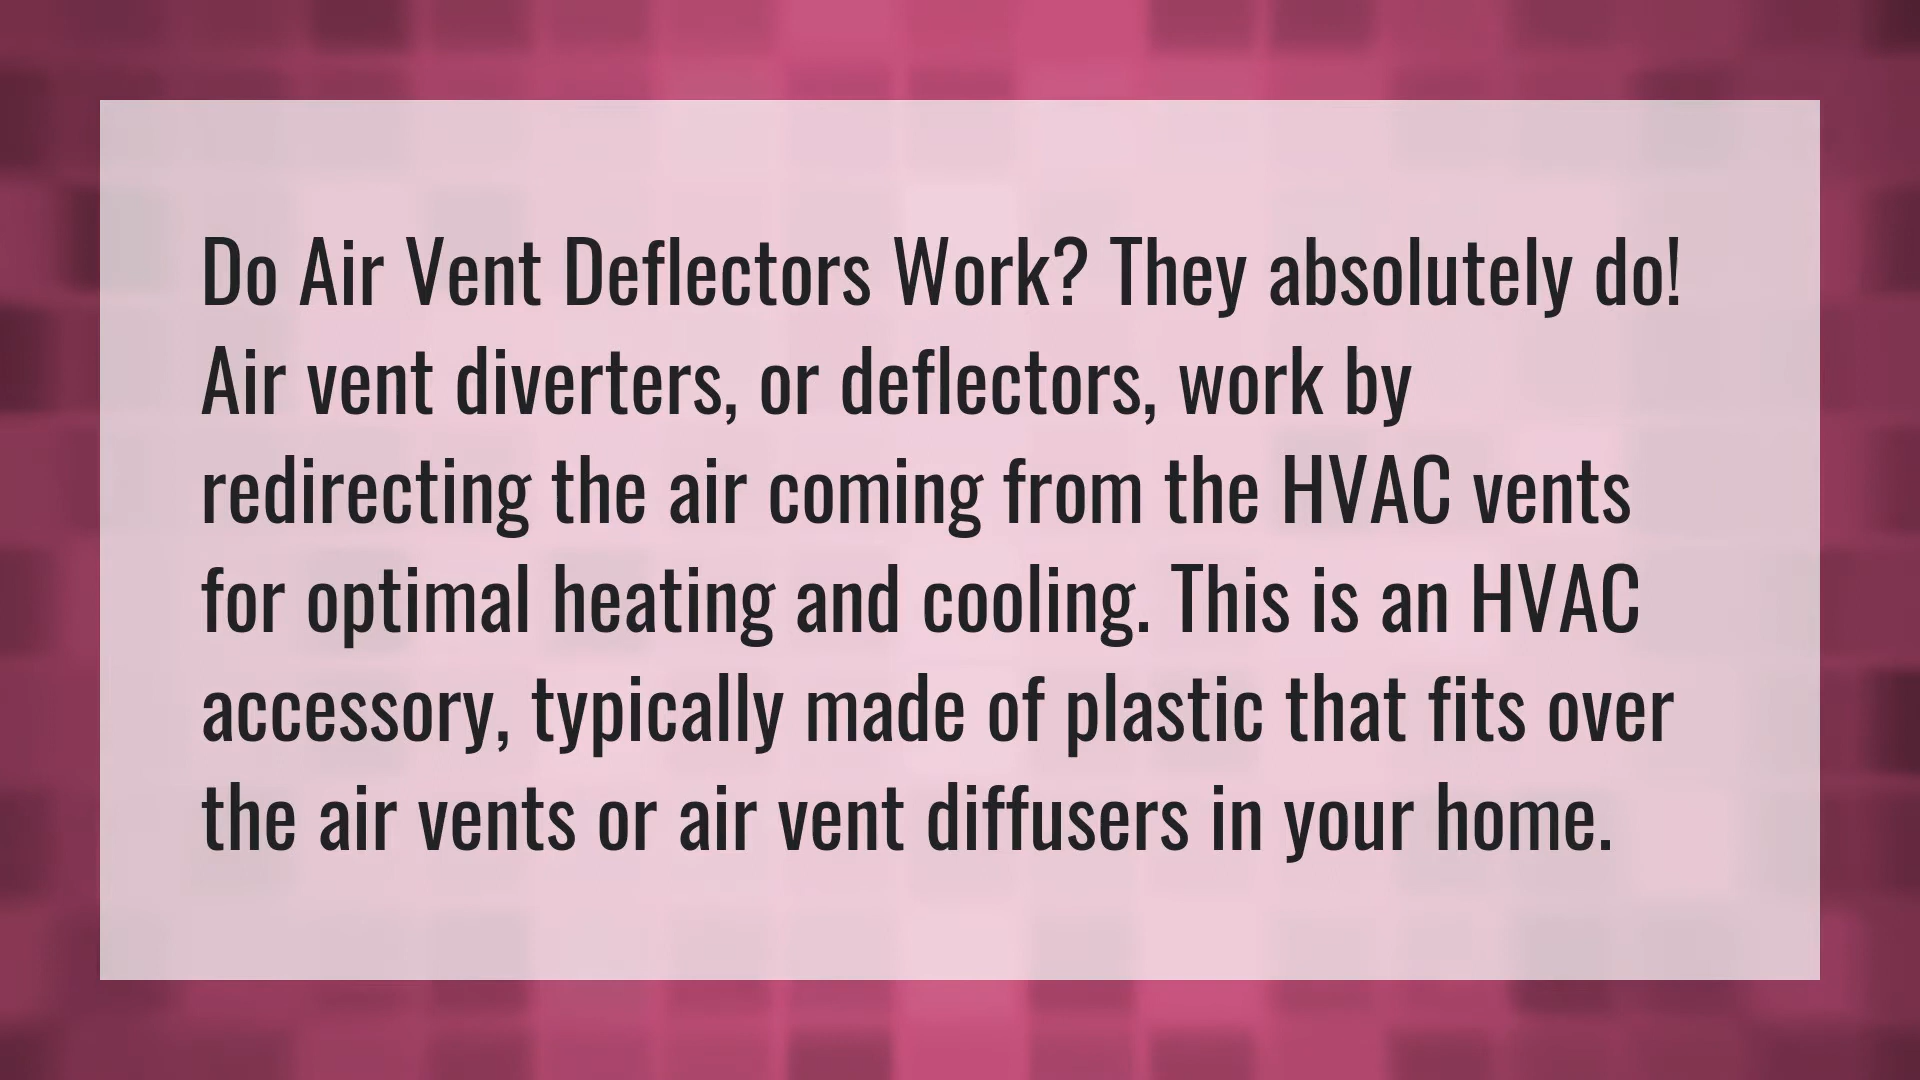 Do Air Vent Deflectors Work? They absolutely do!
Air vent diverters, or deflectors, work by
redirecting the air coming from the HVAC vents
for optimal heating and cooling. This is an HVAC
accessory, typically made of plastic that fits over
the air vents or air vent diffusers in your home.